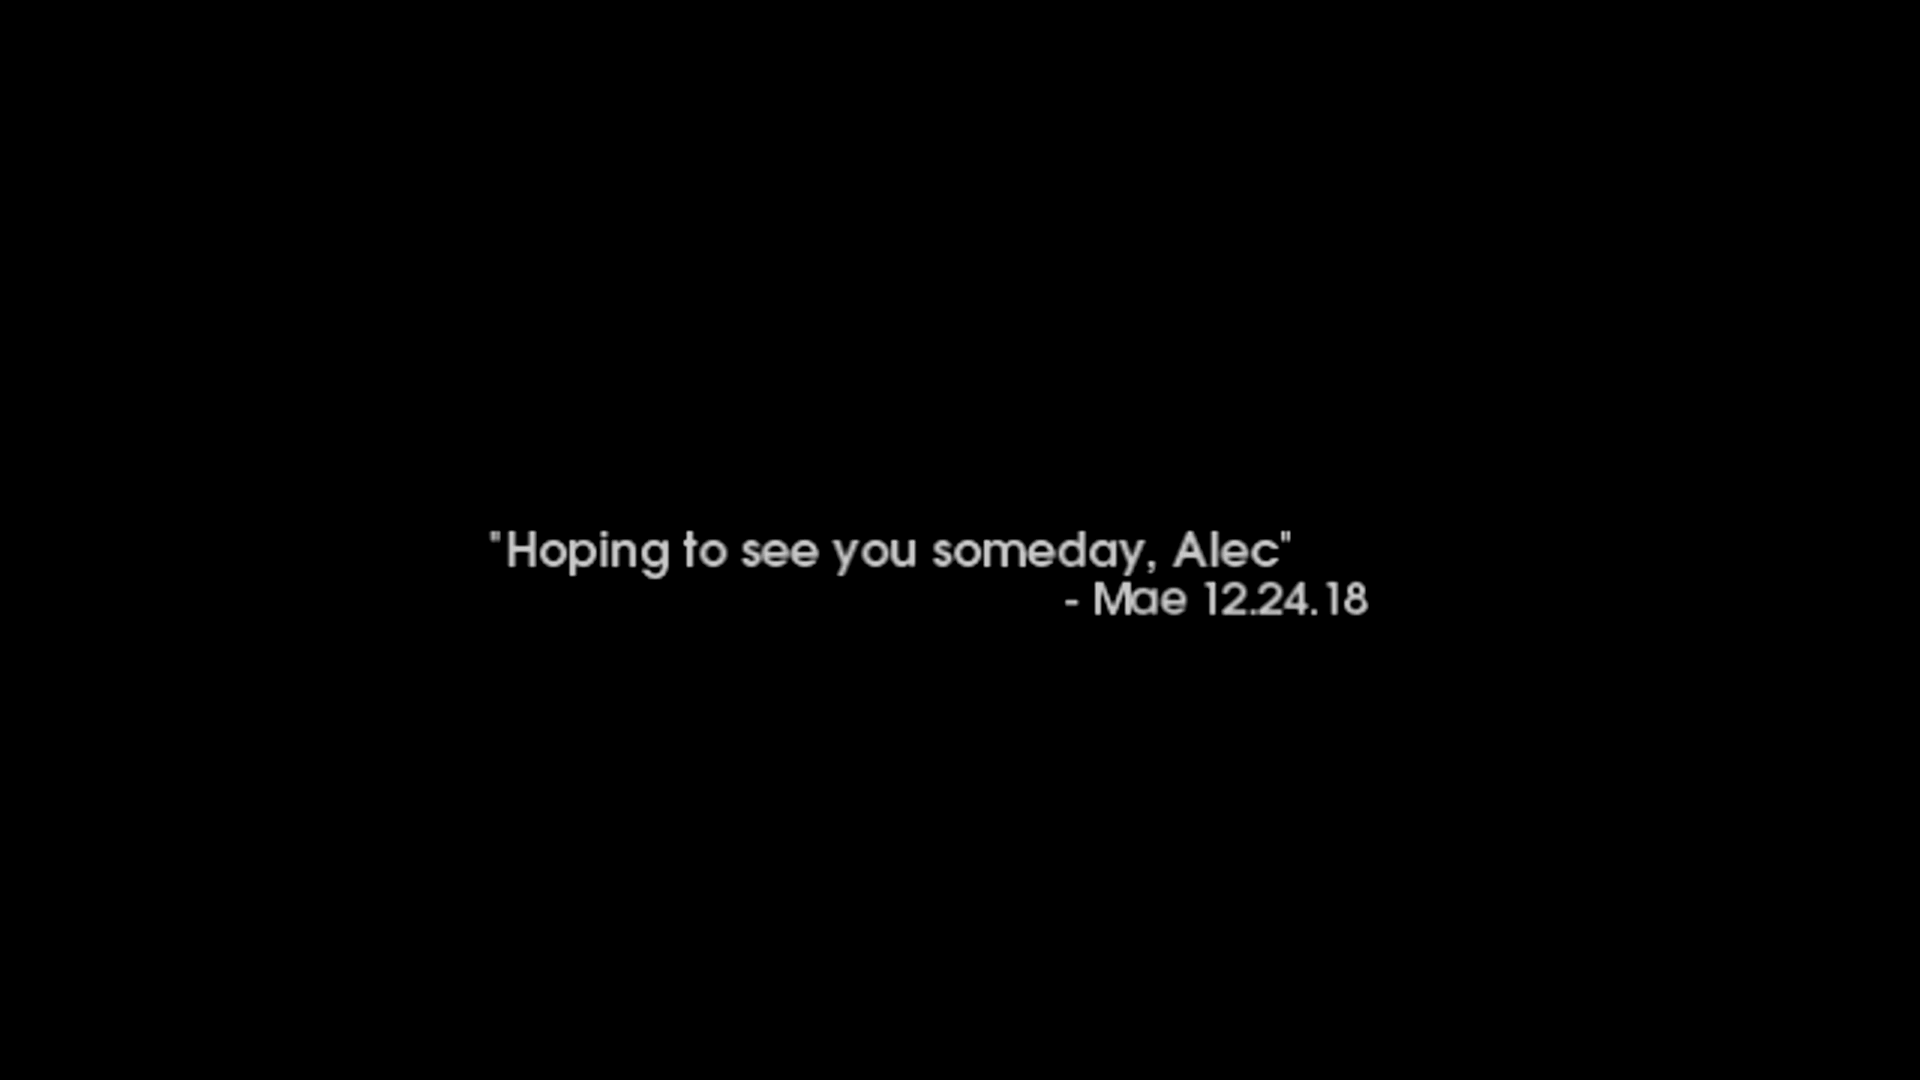 "Hoping to see you someday, Alec"
- Mae 12.24.18